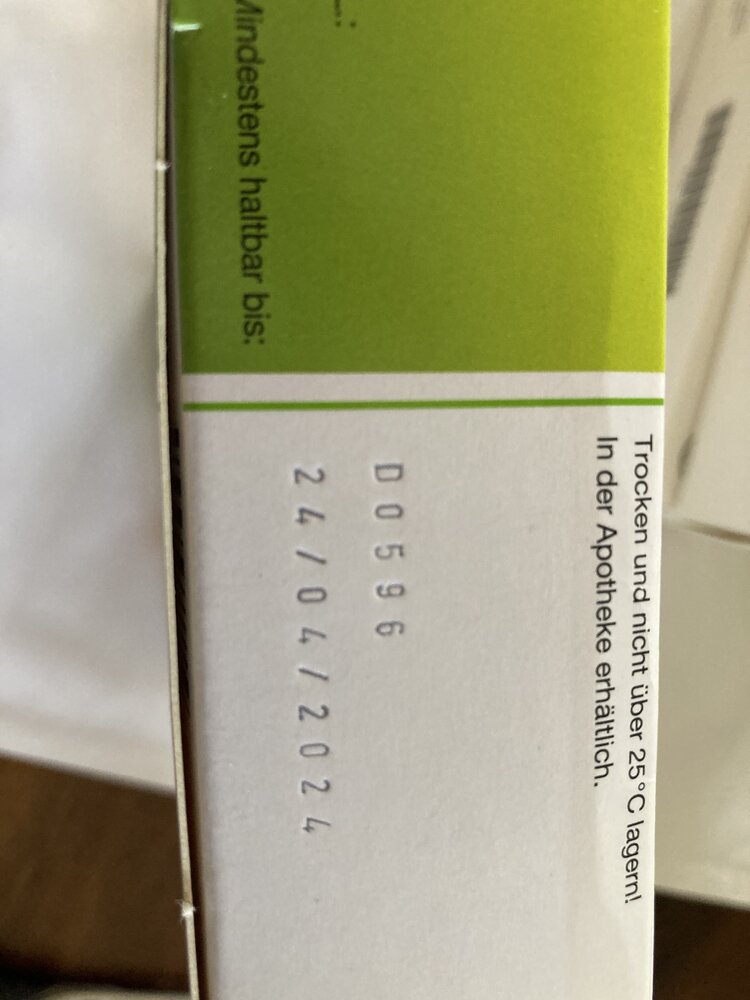 Trocken und nicht über 25°C lagern!
In der Apotheke erhältlich.
D0596
Mindestens haltbar bis:
24/04/2024